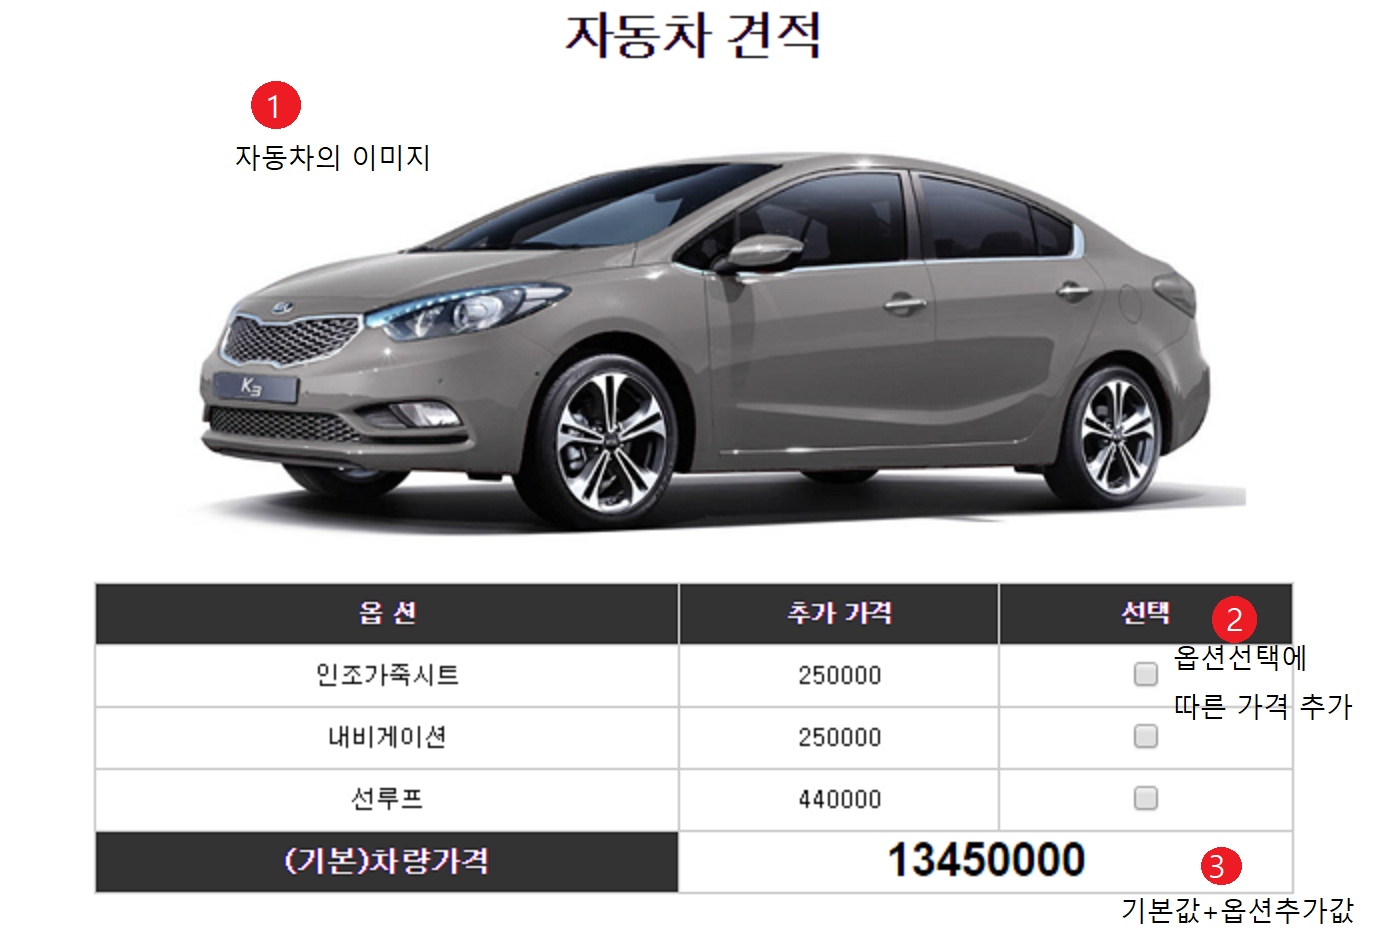 자동차 견적
1
자동차의 이미지
K3
옵 션 추가 가격 선택
2
옵션선택에
인조가죽시트 250000
따른 가격 추가
내비게이션 250000
선루프 440000
(기본)차량가격 13450000
3
기본값+옵션추가값